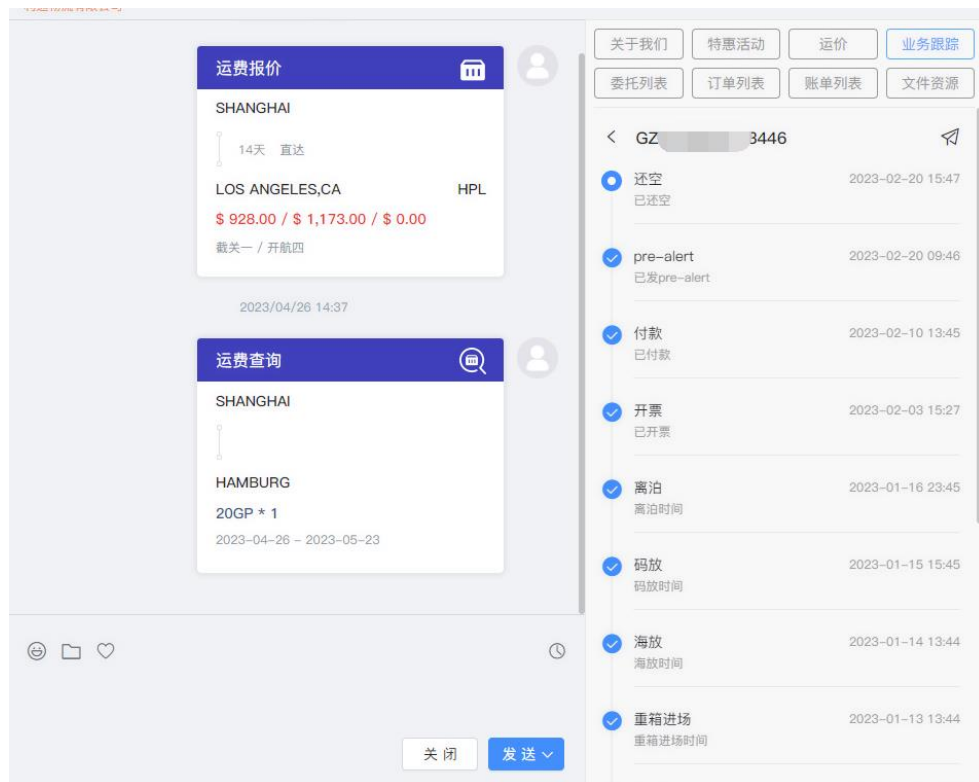 运费报价
SHANGHAI
14天 直达
LOS ANGELES,CA HPL
$ 928.00 / $ 1,173.00 / $ 0.00
截关一 / 开航四
2023/04/26 14:37
运费查询
SHANGHAI
HAMBURG
20GP * 1
2023-04-26 - 2023-05-23
关闭 发送
关于我们 特惠活动 运价 业务跟踪
委托列表 订单列表 账单列表 文件资源
GZ 3446
还空 2023-02-20 15:47
已还空
pre-alert 2023-02-20 09:46
已发pre-alert
付款 2023-02-10 13:45
已付款
开票 2023-02-03 15:27
已开票
离泊 2023-01-16 23:45
离泊时间
码放 2023-01-15 15:45
码放时间
海放 2023-01-14 13:44
海放时间
重箱进场 2023-01-13 13:44
重箱进场时间